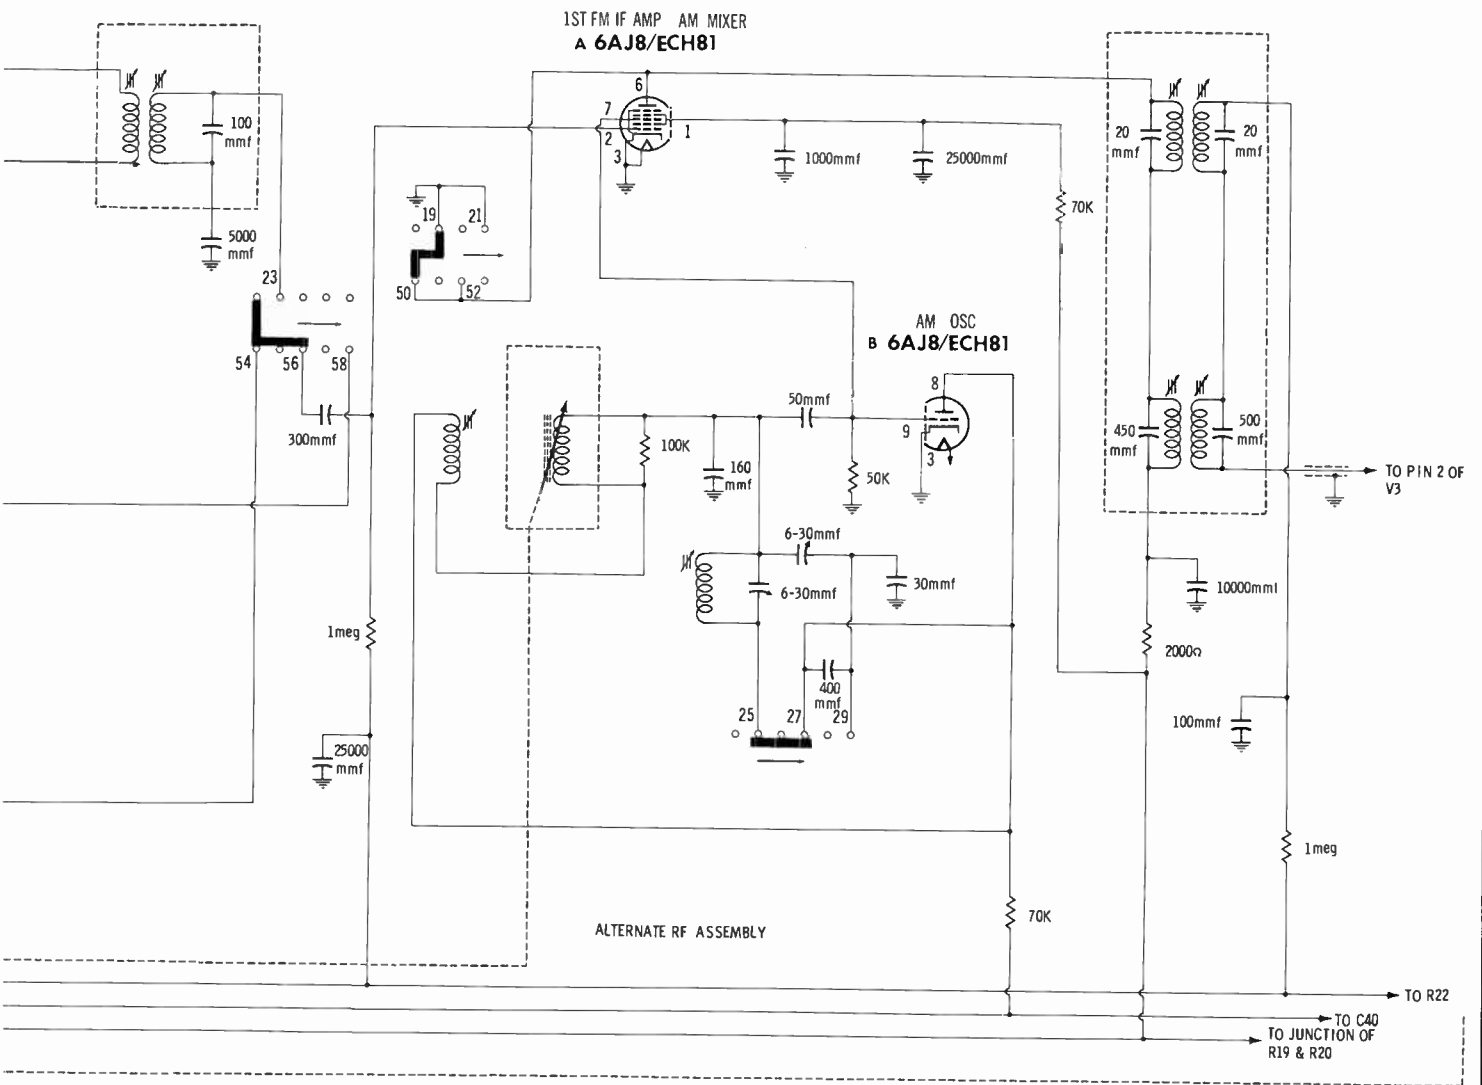 1ST FM IF AMP AM MIXER
A 6AJ8/ECH81
6
7
2
1
3
100
mmf
5000
mmf
20
mmf
20
mmf
1000mmf
25000mmf
70K
19
21
50
52
23
54
56
58
300mmf
AM OSC
B 6AJ8/ECH81
8
9
3
50mmf
100K
160
mmf
50K
450
mmf
500
mmf
TO PIN 2 OF
V3
6-30mmf
6-30mmf
30mmf
10000mmf
1meg
2000Ω
400
mmf
25
27
29
100mmf
25000
mmf
1meg
70K
ALTERNATE RF ASSEMBLY
TO R22
TO C40
TO JUNCTION OF
R19 & R20